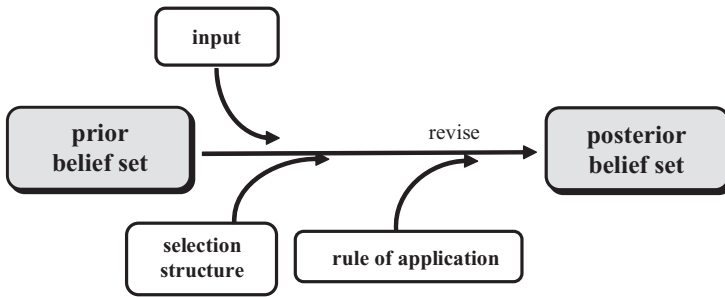 input
prior
belief set
revise
posterior
belief set
selection
structure
rule of application